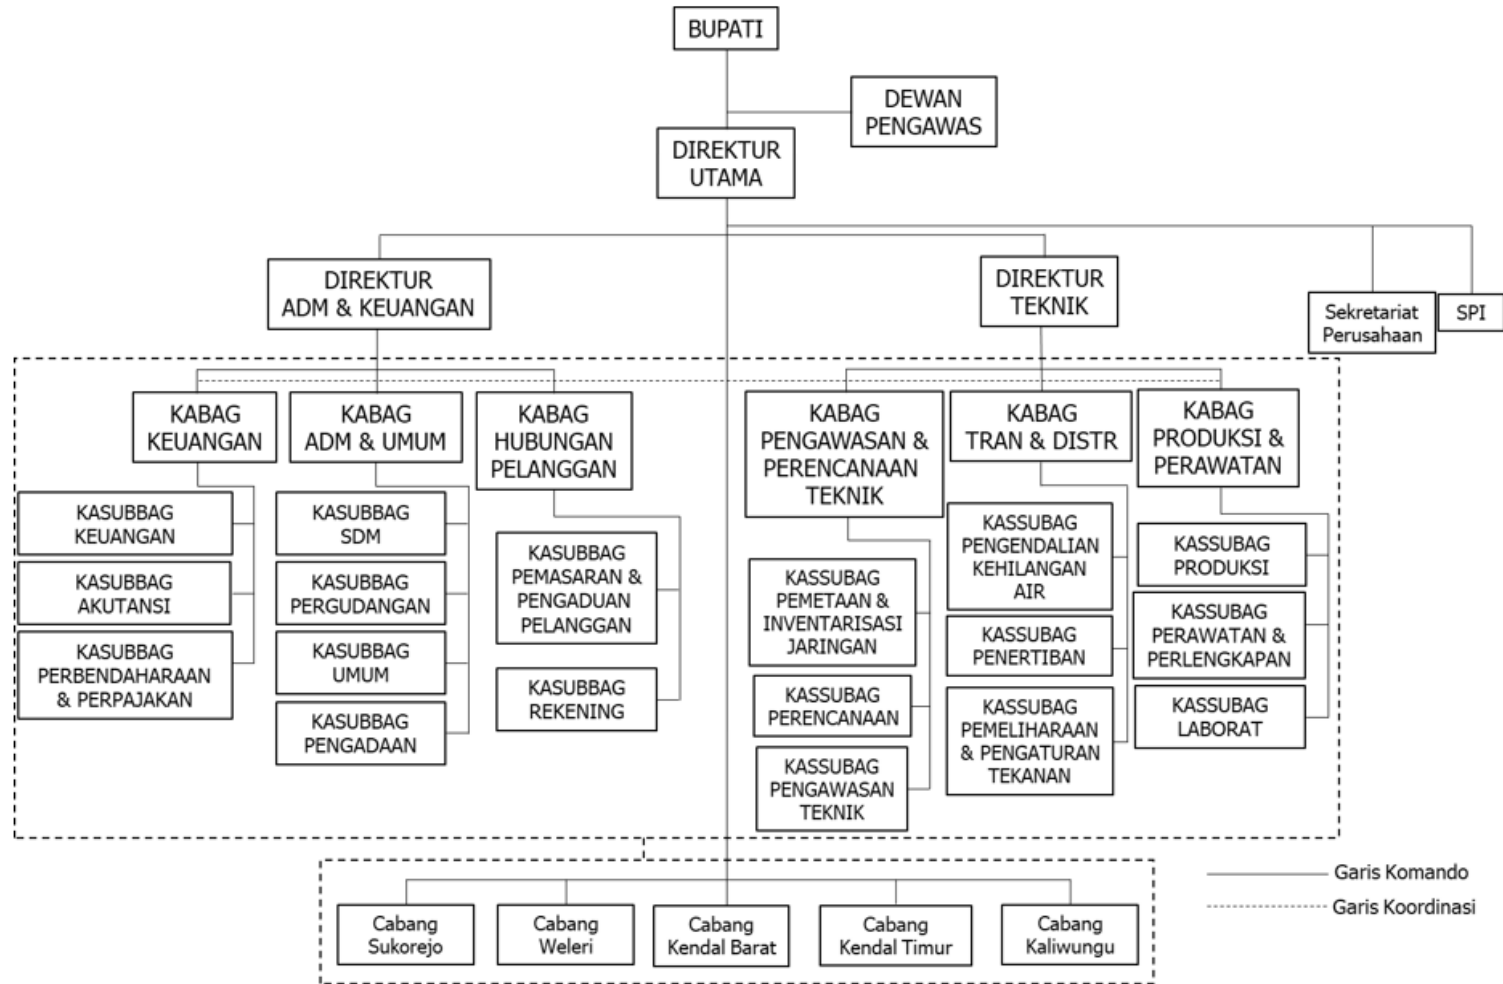 BUPATI
DEWAN
PENGAWAS
DIREKTUR
UTAMA
DIREKTUR
ADM & KEUANGAN
DIREKTUR
TEKNIK
Sekretariat
Perusahaan
SPI
KABAG
KEUANGAN
KABAG
ADM & UMUM
KABAG
HUBUNGAN
PELANGGAN
KABAG
PENGAWASAN &
PERENCANAAN
TEKNIK
KABAG
TRAN & DISTR
KABAG
PRODUKSI &
PERAWATAN
KASUBBAG
KEUANGAN
KASUBBAG
AKUTANSI
KASUBBAG
PERBENDAHARAAN
& PERPAJAKAN
KASUBBAG
SDM
KASUBBAG
PERGUDANGAN
KASUBBAG
UMUM
KASUBBAG
PENGADAAN
KASUBBAG
PEMASARAN &
PENGADUAN
PELANGGAN
KASUBBAG
REKENING
KASSUBAG
PEMETAAN &
INVENTARISASI
JARINGAN
KASSUBAG
PERENCANAAN
KASSUBAG
PENGAWASAN
TEKNIK
KASSUBAG
PENGENDALIAN
KEHILANGAN
AIR
KASSUBAG
PENERTIBAN
KASSUBAG
PEMELIHARAAN
& PENGATURAN
TEKANAN
KASSUBAG
PRODUKSI
KASSUBAG
PERAWATAN &
PERLENGKAPAN
KASSUBAG
LABORAT
Cabang
Sukorejo
Cabang
Weleri
Cabang
Kendal Barat
Cabang
Kendal Timur
Cabang
Kaliwungu
Garis Komando
Garis Koordinasi